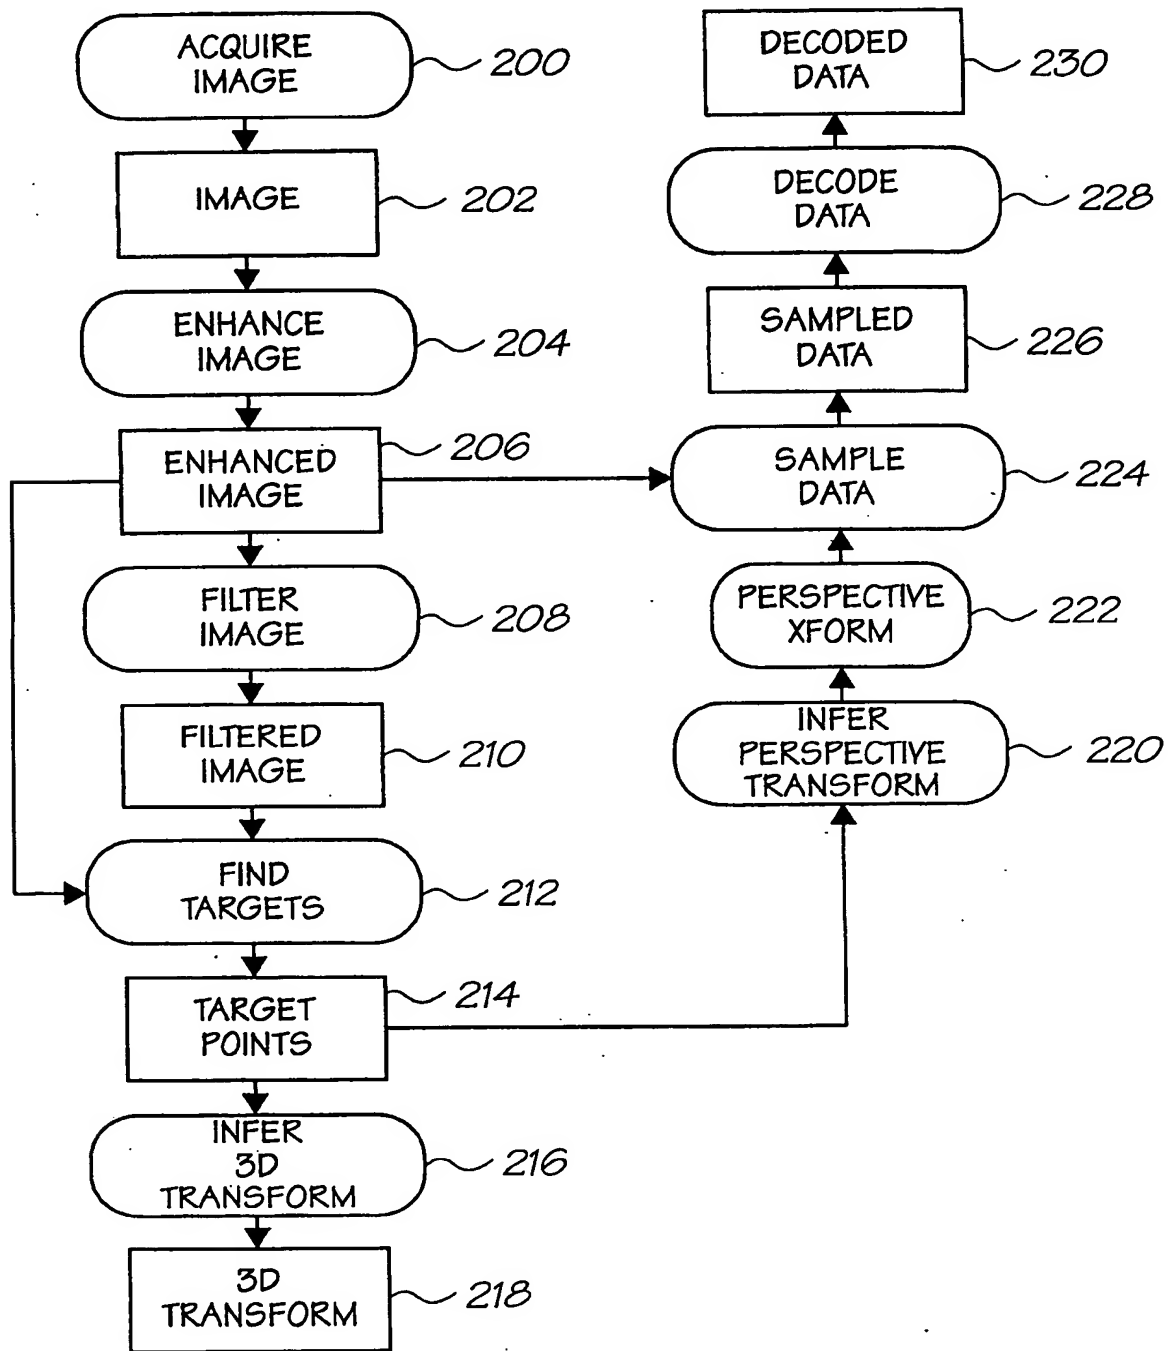 ACQUIRE
IMAGE
200
IMAGE
202
ENHANCE
IMAGE
204
ENHANCED
IMAGE
206
FILTER
IMAGE
208
FILTERED
IMAGE
210
FIND
TARGETS
212
TARGET
POINTS
214
INFER
3D
TRANSFORM
216
3D
TRANSFORM
218
DECODED
DATA
230
DECODE
DATA
228
SAMPLED
DATA
226
SAMPLE
DATA
224
PERSPECTIVE
XFORM
222
INFER
PERSPECTIVE
TRANSFORM
220